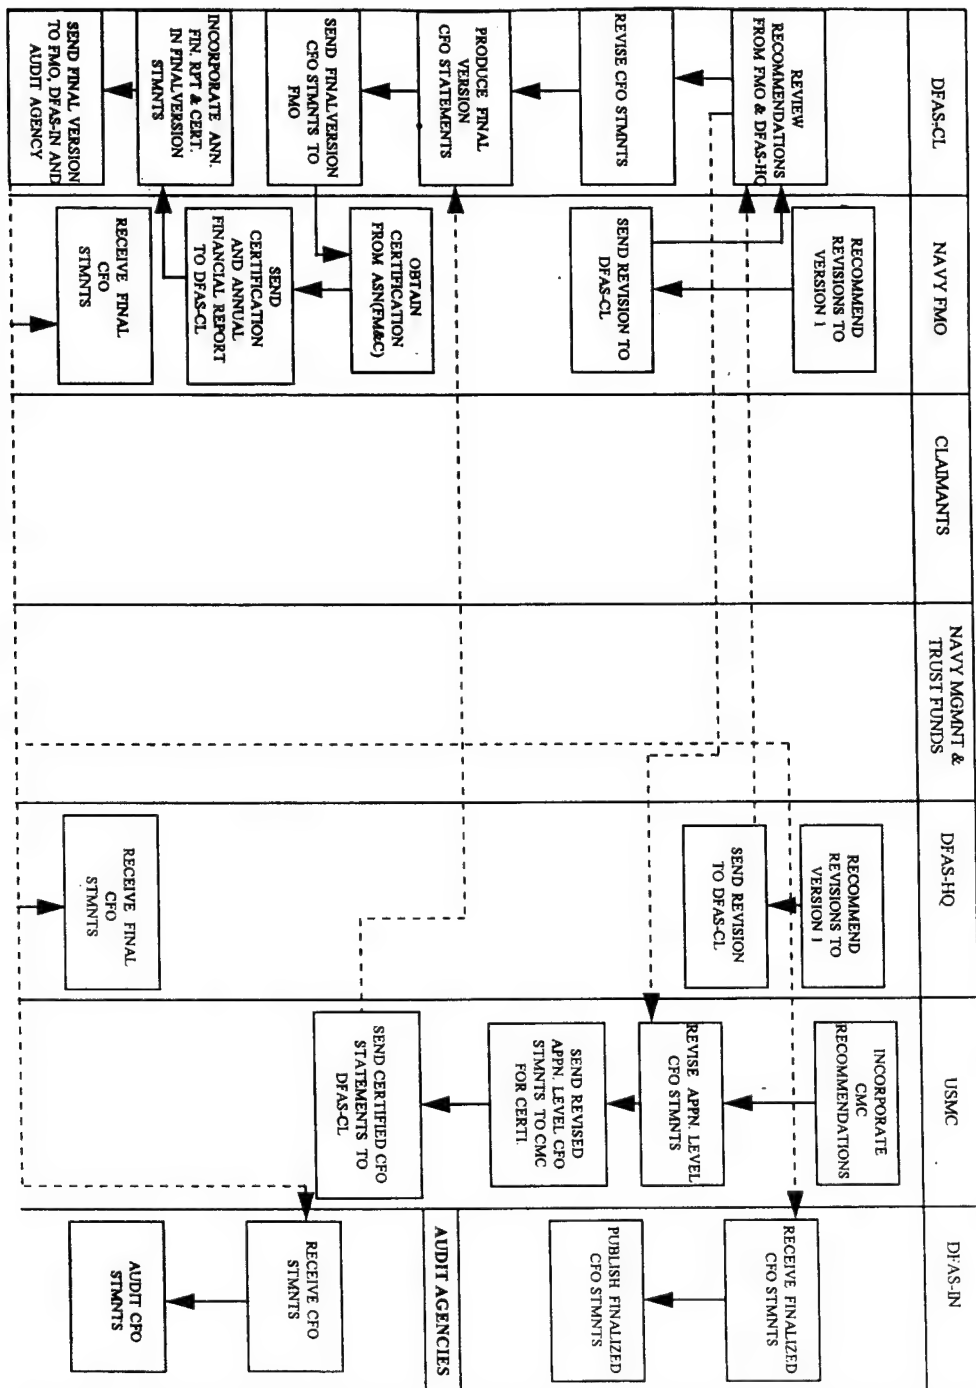 DFAS-CL
REVIEW
RECOMMENDATIONS
FROM FMO & DFAS-HQ
REVISE CFO STMNTS
PRODUCE FINAL
VERSION
CFO STATEMENTS
SEND FINALVERSION
CFO STMNTS TO
FMO
INCORPORATE ANN.
FIN. RPT & CERT.
IN FINALVERSION
STMNTS
SEND FINAL VERSION
TO FMO, DFAS-IN AND
AUDIT AGENCY
NAVY FMO
RECOMMEND
REVISIONS TO
VERSION 1
SEND REVISION TO
DFAS-CL
OBTAIN
CERTIFICATION
FROM ASN(FM&C)
SEND
CERTIFICATION
AND ANNUAL
FINANCIAL REPORT
TO DFAS-CL
RECEIVE FINAL
CFO
STMNTS
CLAIMANTS
NAVY MGMNT &
TRUST FUNDS
DFAS-HQ
RECOMMEND
REVISIONS TO
VERSION 1
SEND REVISION
TO DFAS-CL
RECEIVE FINAL
CFO
STMNTS
USMC
INCORPORATE
CMC
RECOMMENDATIONS
REVISE APPN. LEVEL
CFO STMNTS
SEND REVISED
APPN. LEVEL CFO
STMNTS TO CMC
FOR CERTI.
SEND CERTIFIED CFO
STATEMENTS TO
DFAS-CL
DFAS-IN
RECEIVE FINALIZED
CFO STMNTS
PUBLISH FINALIZED
CFO STMNTS
AUDIT AGENCIES
RECEIVE CFO
STMNTS
AUDIT CFO
STMNTS